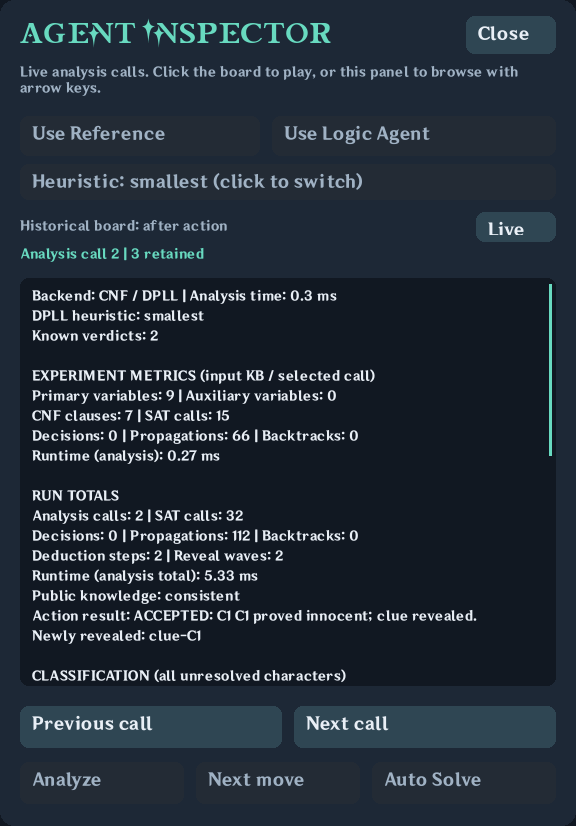 AGENT INSPECTOR
Close
Live analysis calls. Click the board to play, or this panel to browse with
arrow keys.
Use Reference
Use Logic Agent
Heuristic: smallest (click to switch)
Historical board: after action
Live
Analysis call 2 | 3 retained
Backend: CNF / DPLL | Analysis time: 0.3 ms
DPLL heuristic: smallest
Known verdicts: 2
EXPERIMENT METRICS (input KB / selected call)
Primary variables: 9 | Auxiliary variables: 0
CNF clauses: 7 | SAT calls: 15
Decisions: 0 | Propagations: 66 | Backtracks: 0
Runtime (analysis): 0.27 ms
RUN TOTALS
Analysis calls: 2 | SAT calls: 32
Decisions: 0 | Propagations: 112 | Backtracks: 0
Deduction steps: 2 | Reveal waves: 2
Runtime (analysis total): 5.33 ms
Public knowledge: consistent
Action result: ACCEPTED: C1 C1 proved innocent; clue revealed.
Newly revealed: clue-C1
CLASSIFICATION (all unresolved characters)
Previous call
Next call
Analyze
Next move
Auto Solve